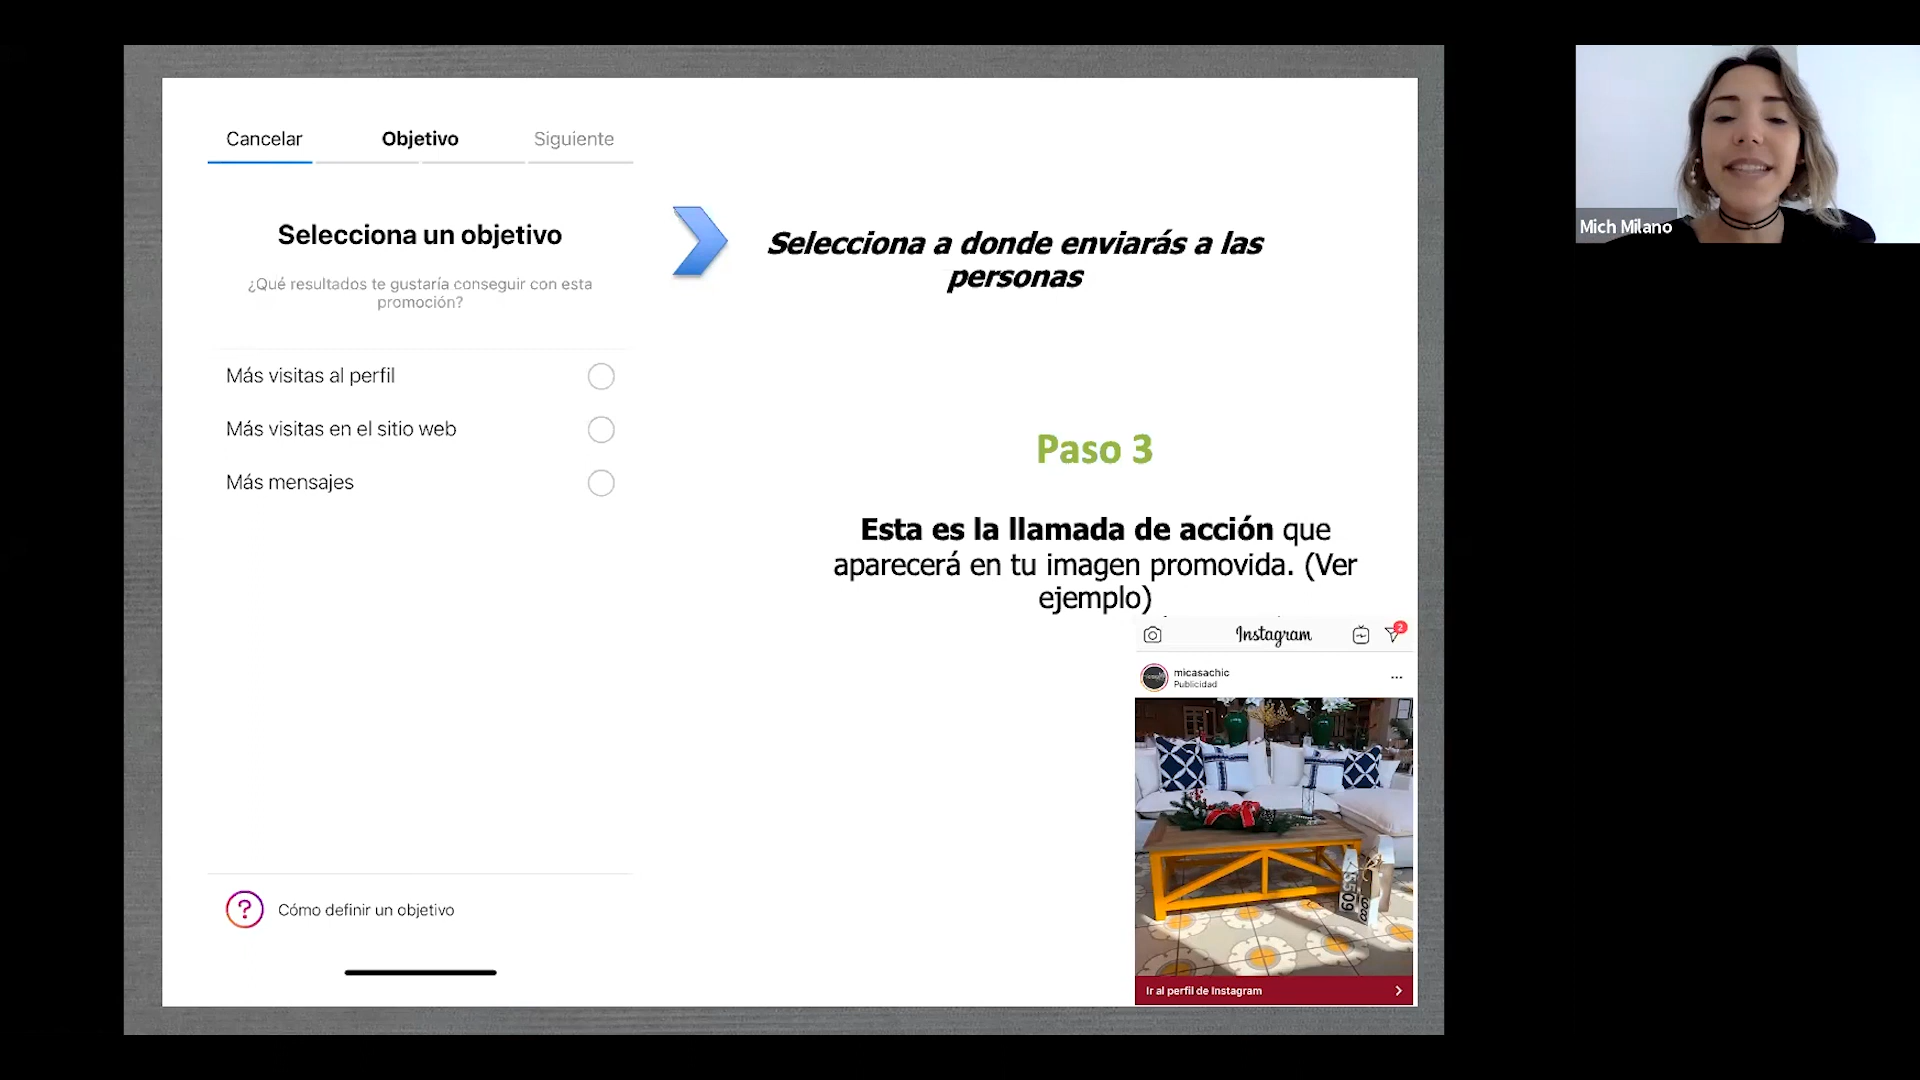 Cancelar
Objetivo
Siguiente
Selecciona un objetivo
¿Qué resultados te gustaría conseguir con esta
promoción?
Más visitas al perfil
Más visitas en el sitio web
Más mensajes
Cómo definir un objetivo
Selecciona a donde enviarás a las
personas
Paso 3
Esta es la llamada de acción que
aparecerá en tu imagen promovida. (Ver
ejemplo)
Instagram
2
micasachic
Publicidad
Ir al perfil de Instagram
Mich Milano